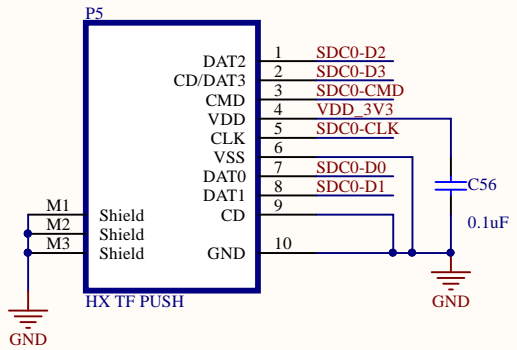 P5
DAT2 1 SDC0-D2
CD/DAT3 2 SDC0-D3
CMD 3 SDC0-CMD
VDD 4 VDD_3V3
CLK 5 SDC0-CLK
VSS 6
DAT0 7 SDC0-D0
C56
DAT1 8 SDC0-D1
M1 Shield CD 9
0.1uF
M2 Shield
M3 Shield GND 10
HX TF PUSH
GND
GND